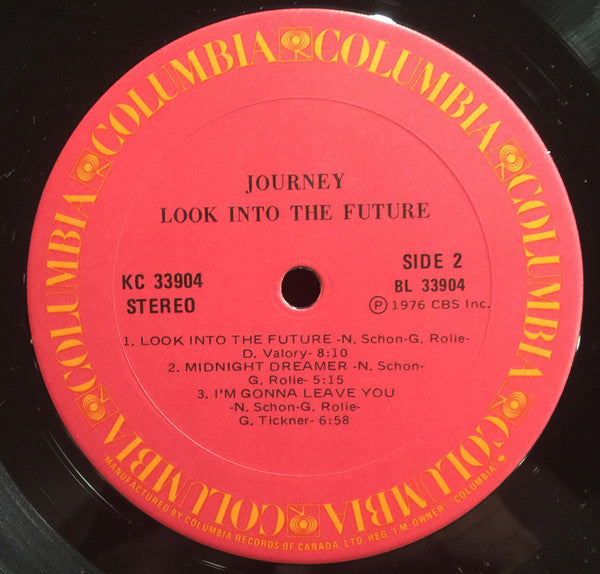 COLUMBIA COLUMBIA COLUMBIA COLUMBIA COLUMBIA COLUMBIA COLUMBIA COLUMBIA
JOURNEY
LOOK INTO THE FUTURE
KC 33904
STEREO
SIDE 2
BL 33904
Ⓟ 1976 CBS Inc.
1. LOOK INTO THE FUTURE -N. Schon-G. Rolie-
D. Valory- 8:10
2. MIDNIGHT DREAMER -N. Schon-
G. Rolie- 5:15
3. I'M GONNA LEAVE YOU
-N. Schon-G. Rolie-
G. Tickner- 6:58
"MANUFACTURED BY COLUMBIA RECORDS OF CANADA, LTD. REG. T.M. OWNER" "COLUMBIA"